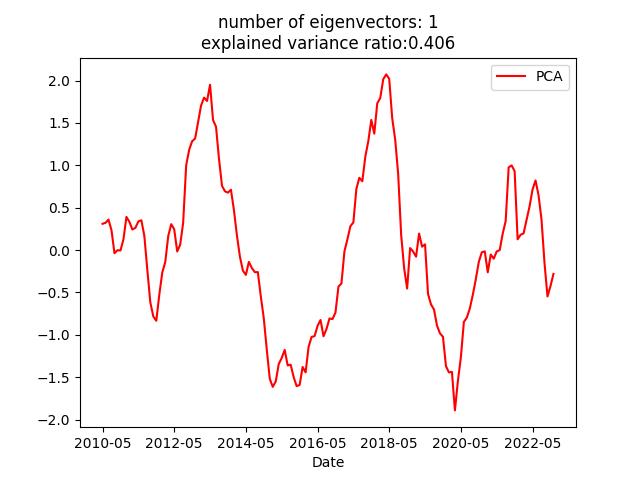 number of eigenvectors: 1
explained variance ratio:0.406
PCA
2.0
1.5
1.0
0.5
0.0
−0.5
−1.0
−1.5
−2.0
2010-05 2012-05 2014-05 2016-05 2018-05 2020-05 2022-05
Date